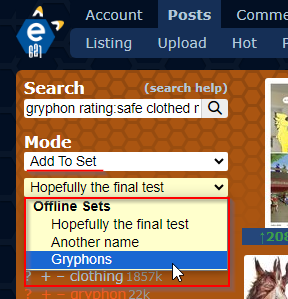 e
621
Account Posts Comme
Listing Upload Hot P
Search (search help)
gryphon rating:safe clothed r
Mode
Add To Set
Hopefully the final test
Offline Sets
Hopefully the final test
Another name
Gryphons
? + − clothing 1857k
? + − gryphon 22k
↑208